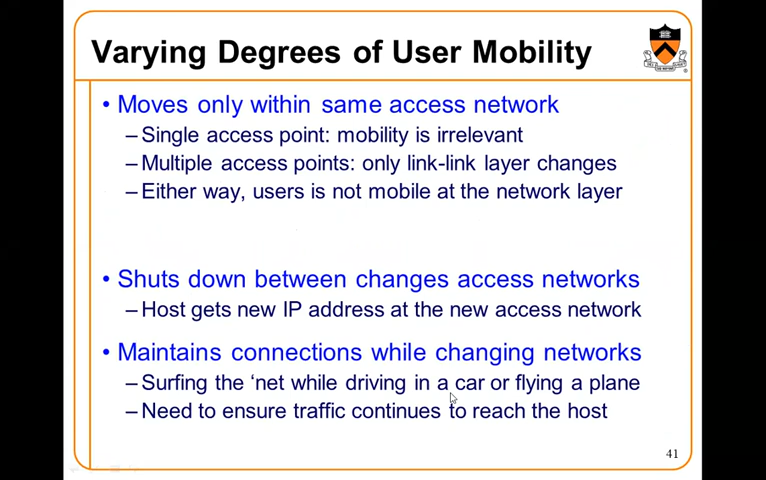 Varying Degrees of User Mobility
• Moves only within same access network
– Single access point: mobility is irrelevant
– Multiple access points: only link-link layer changes
– Either way, users is not mobile at the network layer
• Shuts down between changes access networks
– Host gets new IP address at the new access network
• Maintains connections while changing networks
– Surfing the ‘net while driving in a car or flying a plane
– Need to ensure traffic continues to reach the host
41